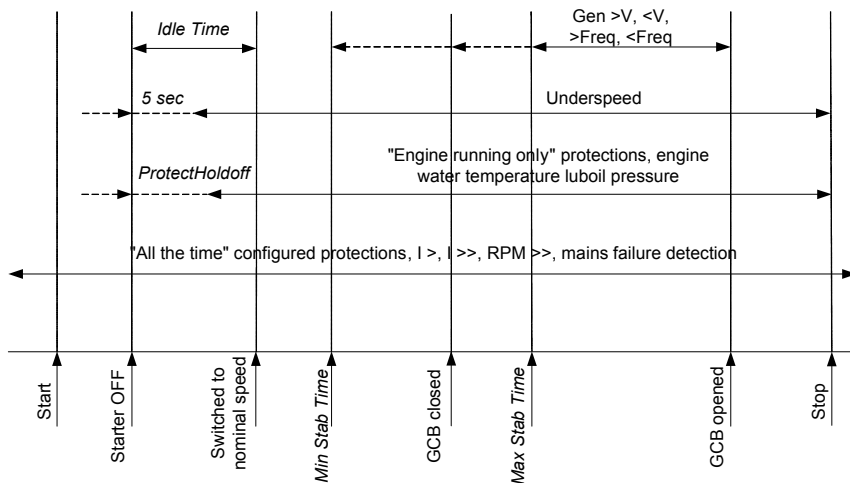 Idle Time
Gen >V, <V,
>Freq, <Freq
5 sec
Underspeed
ProtectHoldoff
"Engine running only" protections, engine
water temperature luboil pressure
"All the time" configured protections, I >, I >>, RPM >>, mains failure detection
Start
Starter OFF
Switched to
nominal speed
Min Stab Time
GCB closed
Max Stab Time
GCB opened
Stop